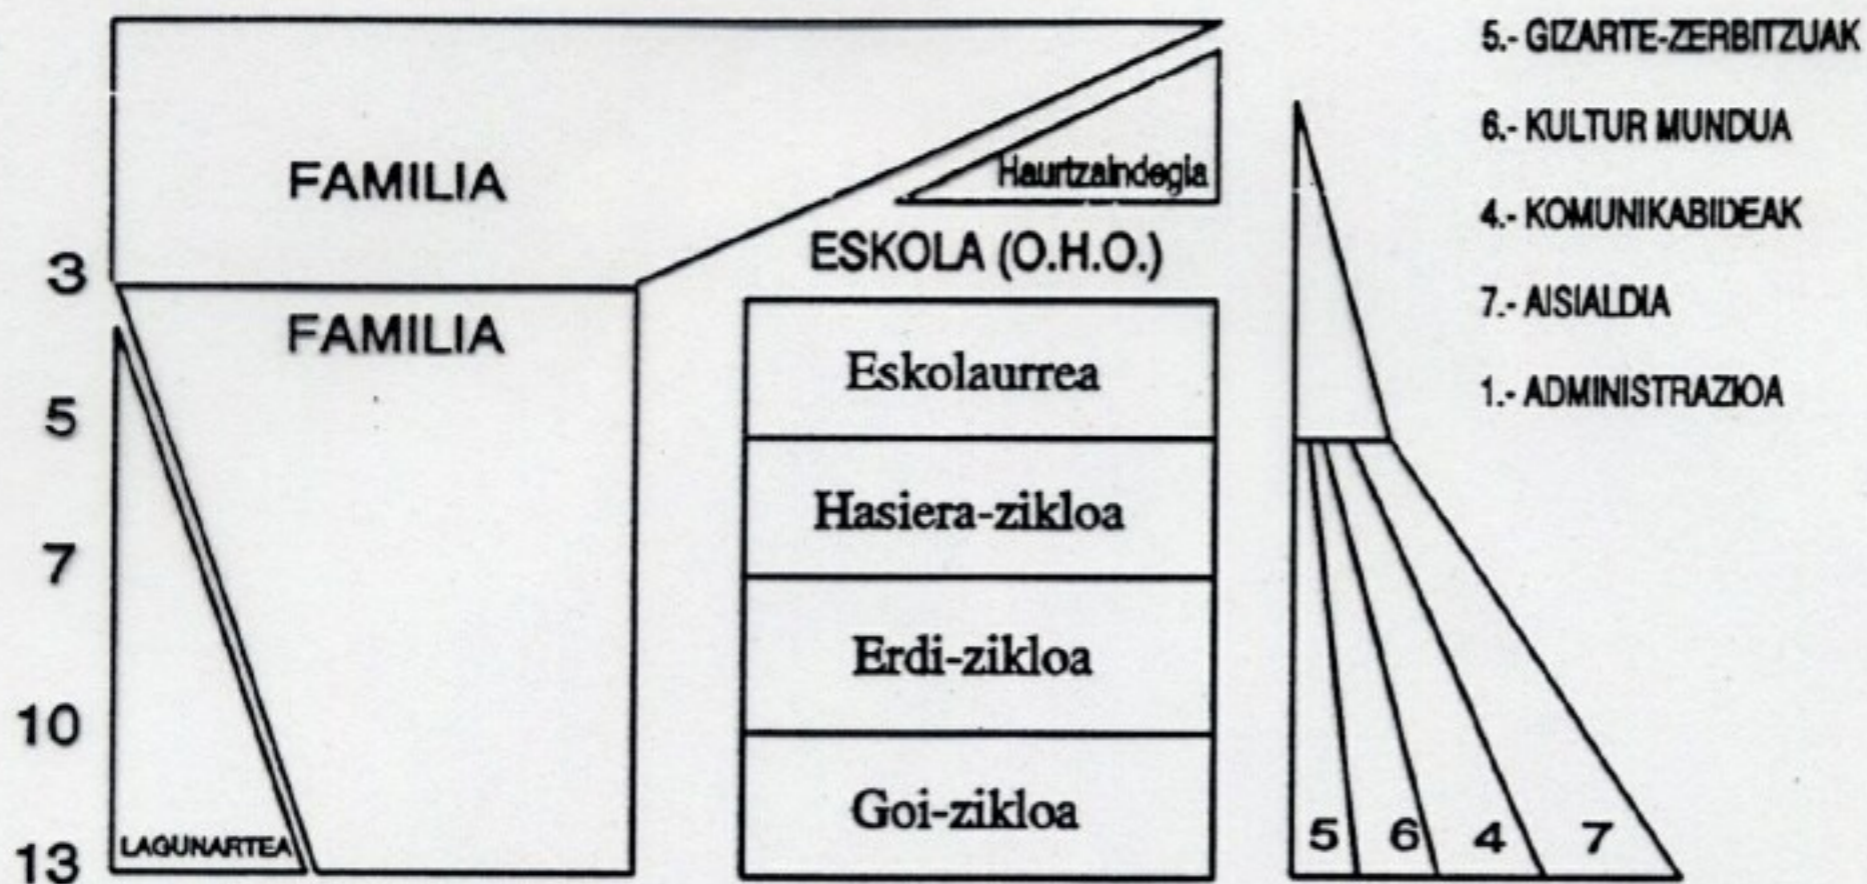 5.- GIZARTE-ZERBITZUAK
6.- KULTUR MUNDUA
FAMILIA
Haurtzaindegia
4.- KOMUNIKABIDEAK
ESKOLA (O.H.O.)
3
7.- AISIALDIA
FAMILIA
Eskolaurrea
1.- ADMINISTRAZIOA
5
Hasiera-zikloa
7
Erdi-zikloa
10
Goi-zikloa
5 6 4 7
LAGUNARTEA
13